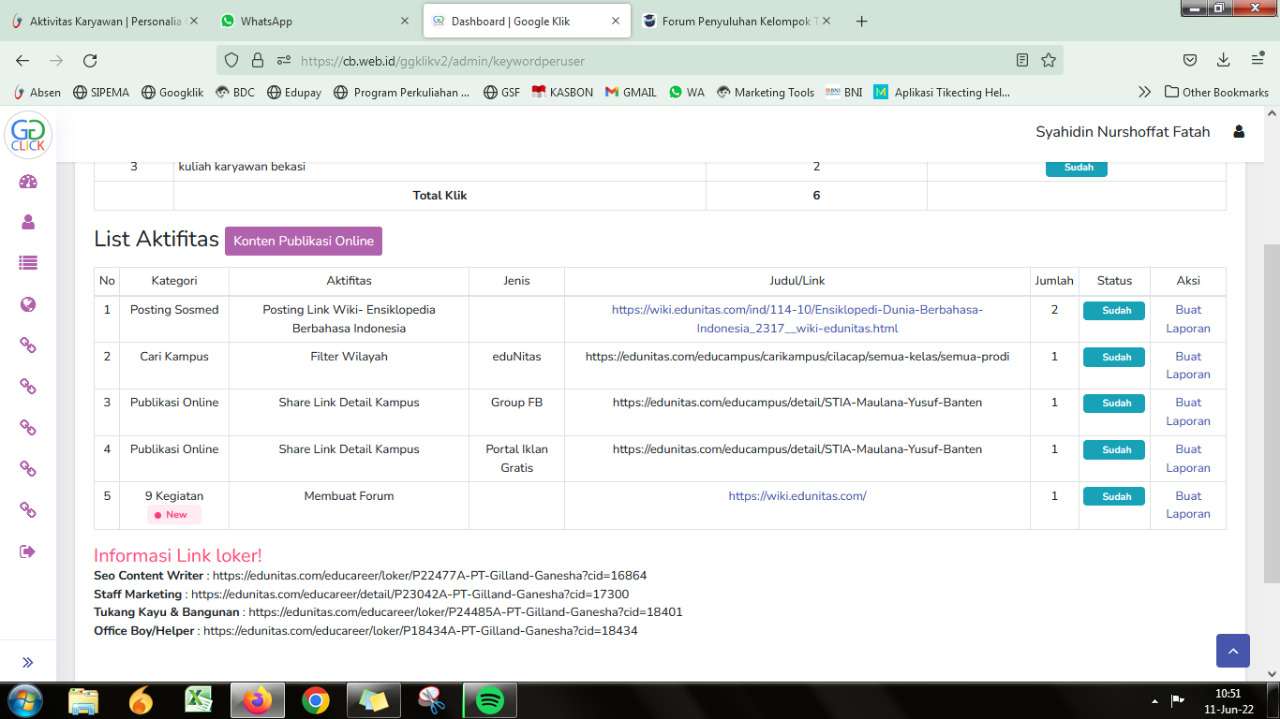 Aktivitas Karyawan | Personalia
WhatsApp
Dashboard | Google Klik
Forum Penyuluhan Kelompok T
https://cb.web.id/ggklikv2/admin/keywordperuser
Absen
SIPEMA
Googklik
BDC
Edupay
Program Perkuliahan ...
GSF
KASBON
GMAIL
WA
Marketing Tools
BNI
Aplikasi Tikecting Hel...
Other Bookmarks
GG CLICK
Syahidin Nurshoffat Fatah
3 kuliah karyawan bekasi 2 Sudah
Total Klik 6
List Aktifitas Konten Publikasi Online
No Kategori Aktifitas Jenis Judul/Link Jumlah Status Aksi
1 Posting Sosmed Posting Link Wiki- Ensiklopedia https://wiki.edunitas.com/ind/114-10/Ensiklopedi-Dunia-Berbahasa- 2 Sudah Buat
Berbahasa Indonesia Indonesia_2317__wiki-edunitas.html Laporan
2 Cari Kampus Filter Wilayah eduNitas https://edunitas.com/educampus/carikampus/cilacap/semua-kelas/semua-prodi 1 Sudah Buat
Laporan
3 Publikasi Online Share Link Detail Kampus Group FB https://edunitas.com/educampus/detail/STIA-Maulana-Yusuf-Banten 1 Sudah Buat
Laporan
4 Publikasi Online Share Link Detail Kampus Portal Iklan https://edunitas.com/educampus/detail/STIA-Maulana-Yusuf-Banten 1 Sudah Buat
Gratis Laporan
5 9 Kegiatan Membuat Forum https://wiki.edunitas.com/ 1 Sudah Buat
New Laporan
Informasi Link loker!
Seo Content Writer : https://edunitas.com/educareer/loker/P22477A-PT-Gilland-Ganesha?cid=16864
Staff Marketing : https://edunitas.com/educareer/detail/P23042A-PT-Gilland-Ganesha?cid=17300
Tukang Kayu & Bangunan : https://edunitas.com/educareer/loker/P24485A-PT-Gilland-Ganesha?cid=18401
Office Boy/Helper : https://edunitas.com/educareer/loker/P18434A-PT-Gilland-Ganesha?cid=18434
10:51
11-Jun-22